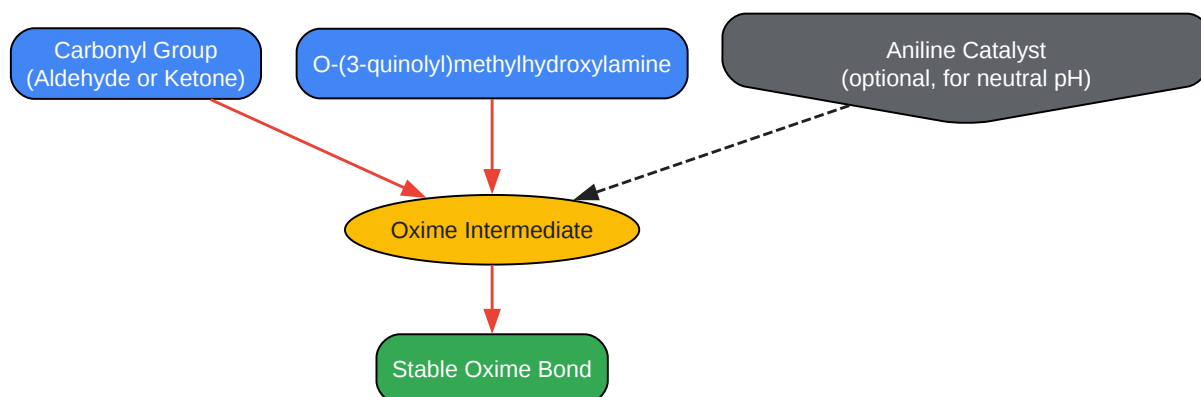 Carbonyl Group
(Aldehyde or Ketone)
O-(3-quinolyl)methylhydroxylamine
Aniline Catalyst
(optional, for neutral pH)
Oxime Intermediate
Stable Oxime Bond